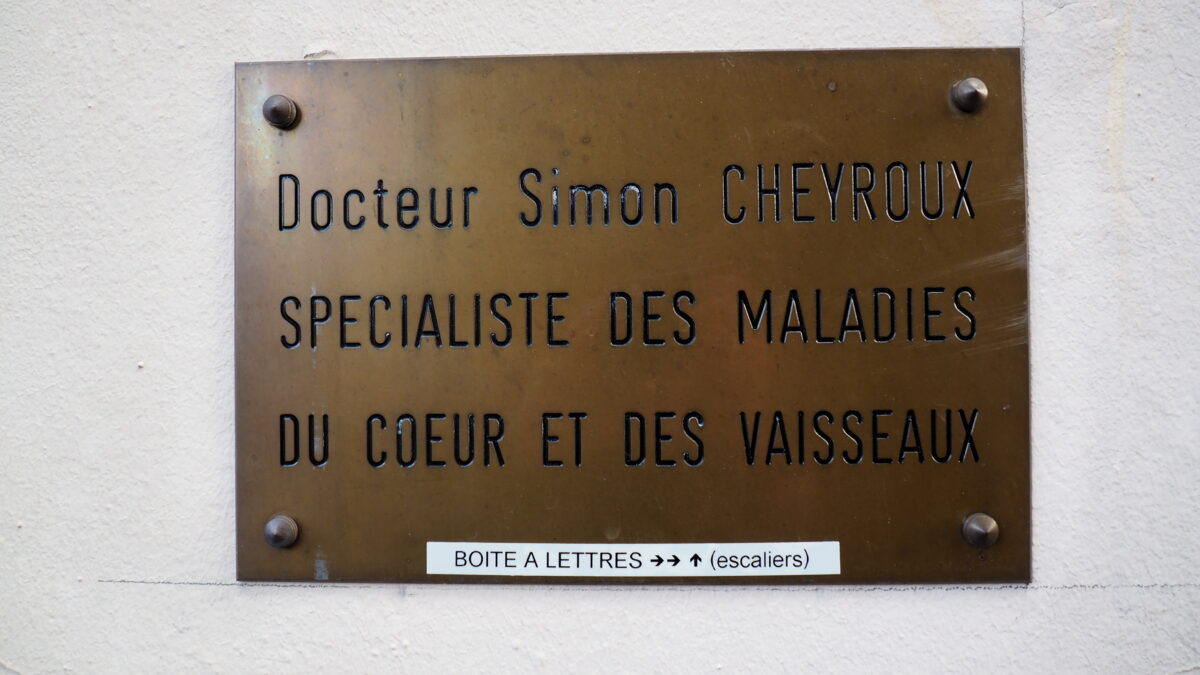 Docteur Simon CHEYROUX
SPECIALISTE DES MALADIES
DU COEUR ET DES VAISSEAUX
BOITE A LETTRES →→ ↑ (escaliers)